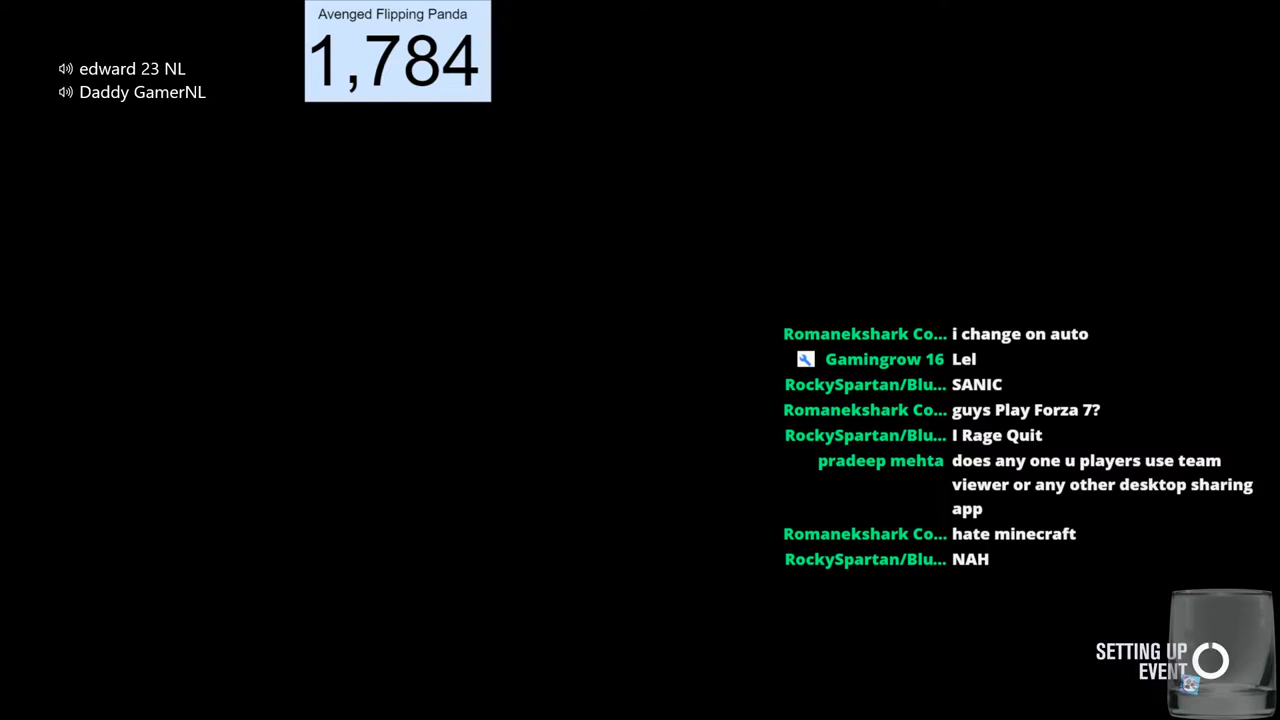 Avenged Flipping Panda
1,784
edward 23 NL
Daddy GamerNL
Romanekshark Co... i change on auto
Gamingrow 16 Lel
RockySpartan/Blu... SANIC
Romanekshark Co... guys Play Forza 7?
RockySpartan/Blu... I Rage Quit
pradeep mehta does any one u players use team
viewer or any other desktop sharing
app
Romanekshark Co... hate minecraft
RockySpartan/Blu... NAH
SETTING UP
EVENT